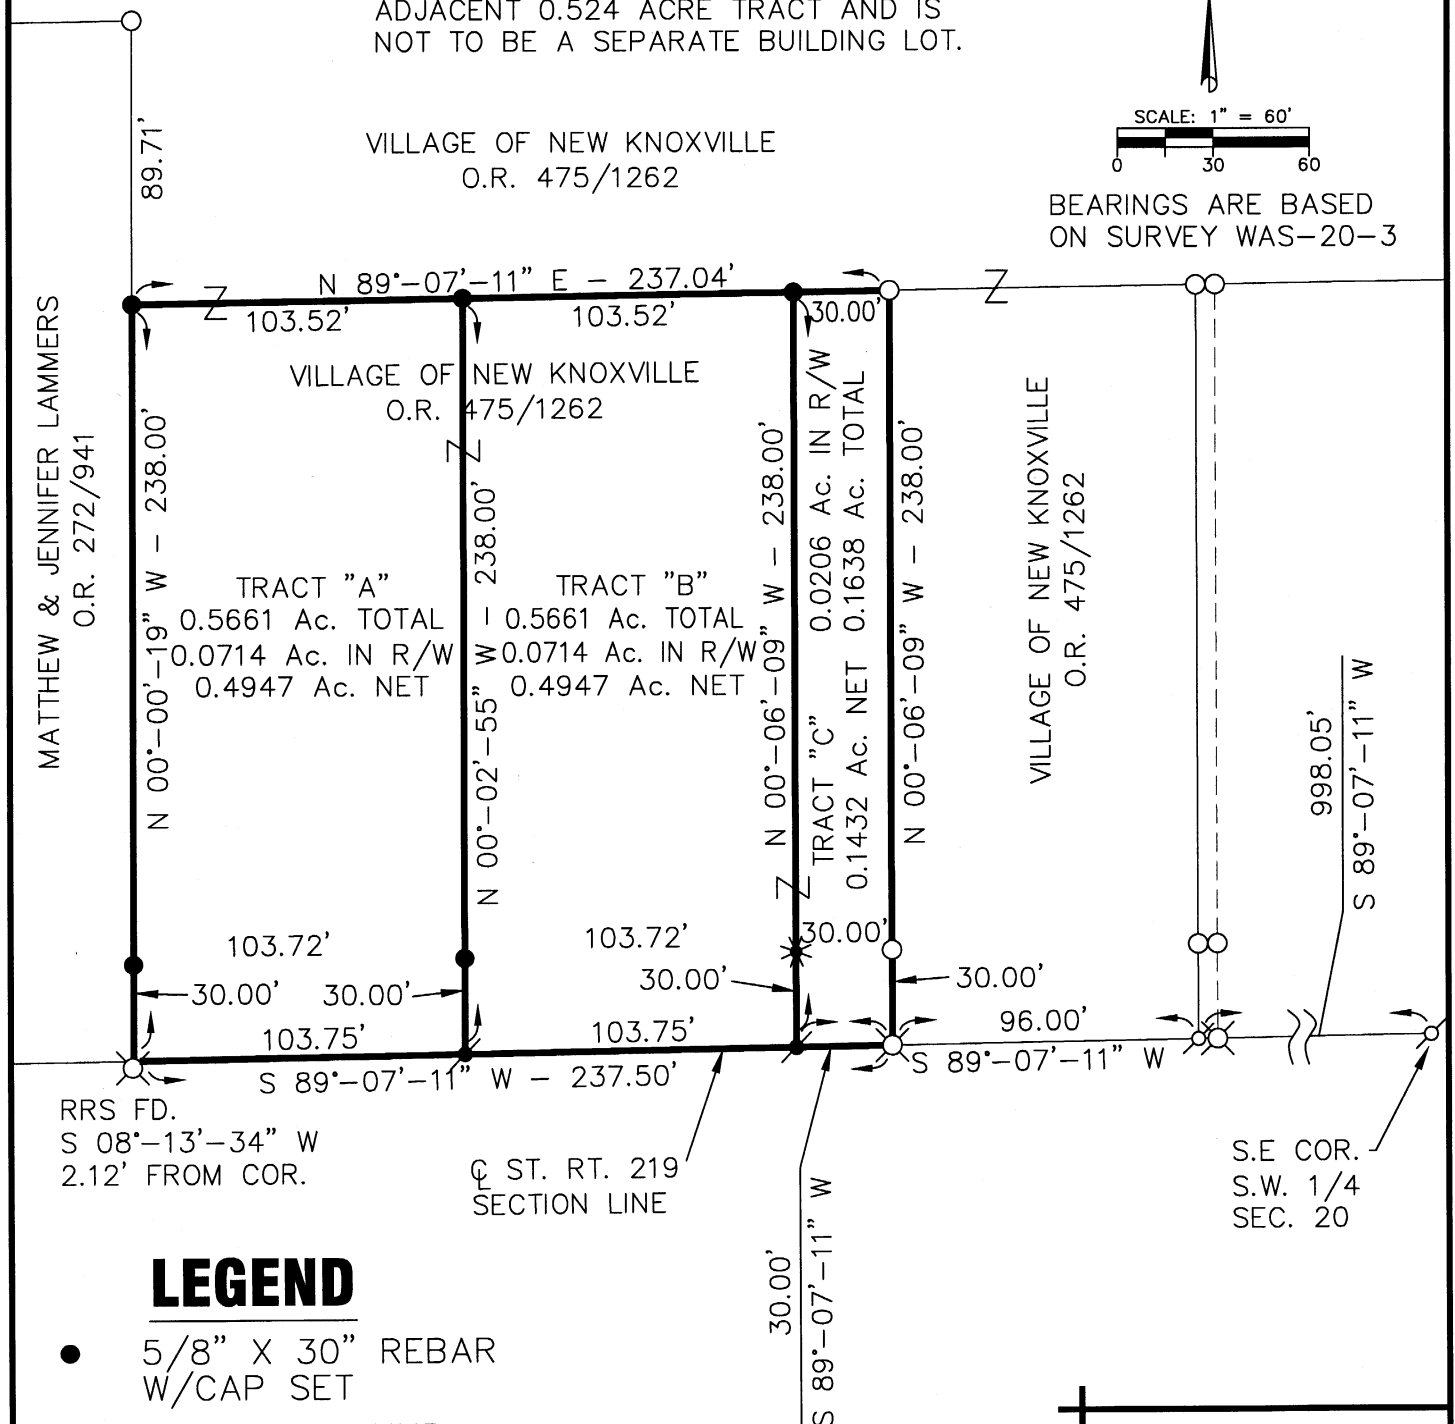 ADJACENT 0.524 ACRE TRACT AND IS
NOT TO BE A SEPARATE BUILDING LOT.
89.71'
VILLAGE OF NEW KNOXVILLE
O.R. 475/1262
SCALE: 1" = 60'
0 30 60
BEARINGS ARE BASED
ON SURVEY WAS-20-3
N 89°-07'-11" E - 237.04'
103.52'
103.52'
30.00'
MATTHEW & JENNIFER LAMMERS
O.R. 272/941
VILLAGE OF NEW KNOXVILLE
O.R. 475/1262
N 00°-00'-19" W - 238.00'
TRACT "A"
0.5661 Ac. TOTAL
0.0714 Ac. IN R/W
0.4947 Ac. NET
N 00°-02'-55" W - 238.00'
TRACT "B"
0.5661 Ac. TOTAL
0.0714 Ac. IN R/W
0.4947 Ac. NET
N 00°-06'-09" W - 238.00'
TRACT "C" 0.0206 Ac. IN R/W
0.1432 Ac. NET 0.1638 Ac. TOTAL
N 00°-06'-09" W - 238.00'
VILLAGE OF NEW KNOXVILLE
O.R. 475/1262
998.05'
S 89°-07'-11" W
103.72'
103.72'
30.00'
30.00'
30.00'
30.00'
30.00'
103.75'
103.75'
96.00'
S 89°-07'-11" W - 237.50'
S 89°-07'-11" W
RRS FD.
S 08°-13'-34" W
2.12' FROM COR.
℄ ST. RT. 219
SECTION LINE
30.00'
S 89°-07'-11" W
S.E COR.
S.W. 1/4
SEC. 20
LEGEND
5/8" X 30" REBAR
W/CAP SET